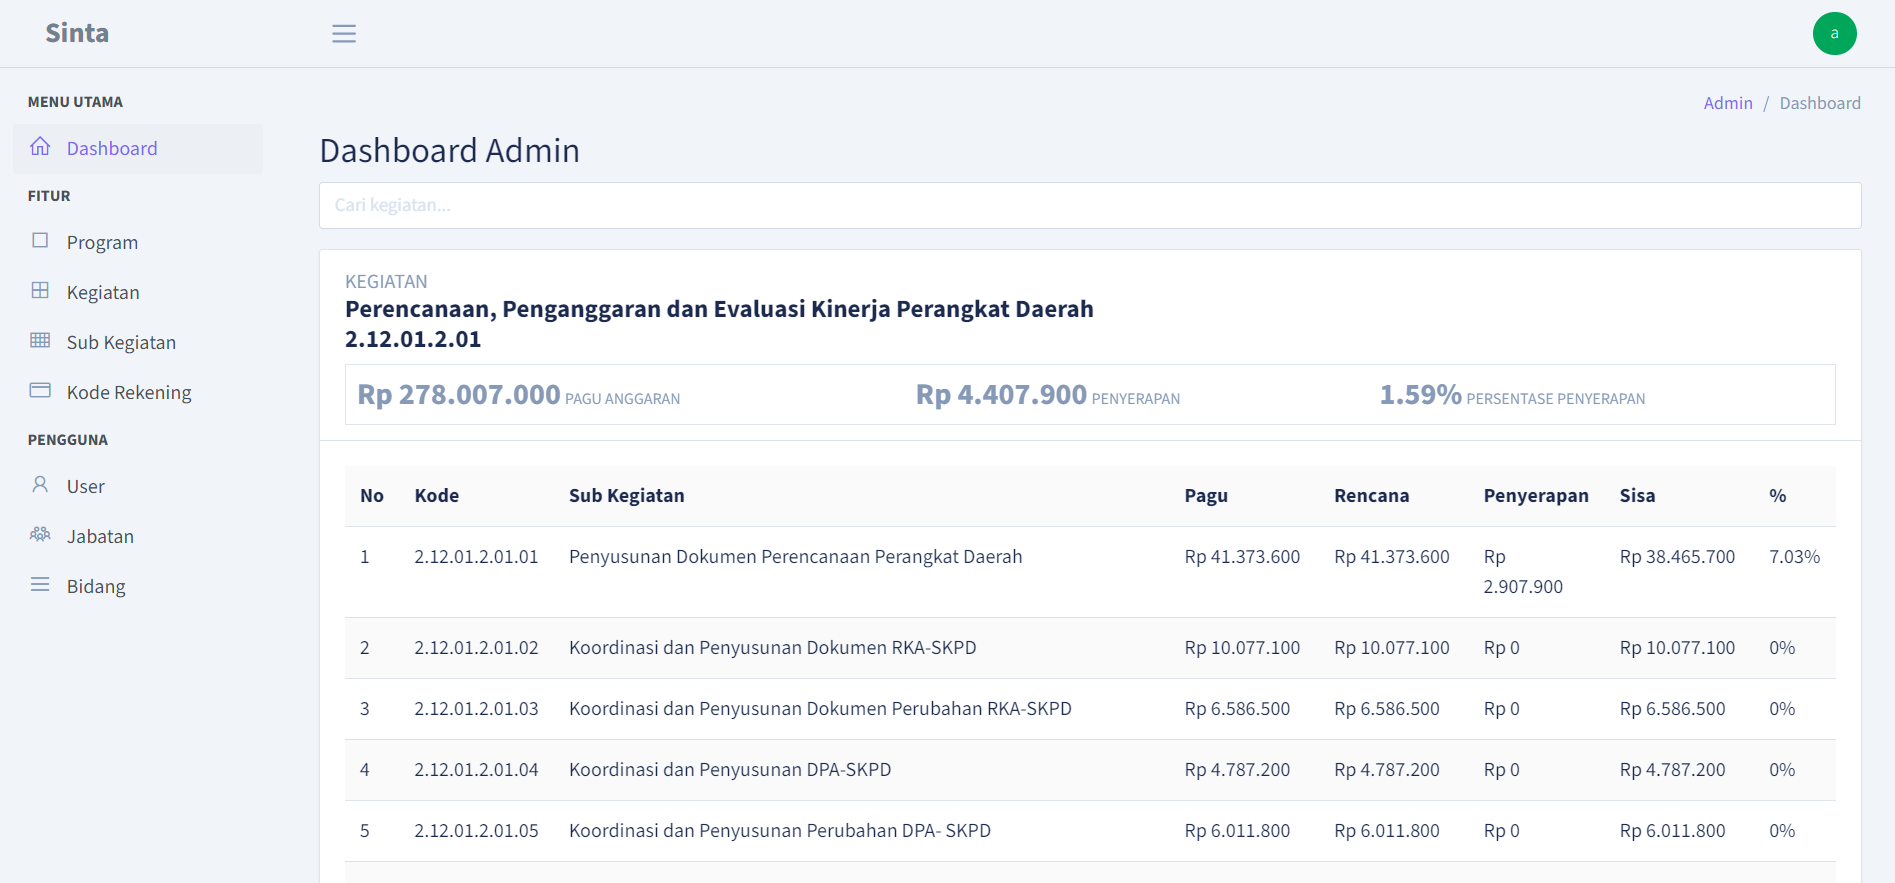 Sinta
a
MENU UTAMA
Dashboard
FITUR
Program
Kegiatan
Sub Kegiatan
Kode Rekening
PENGGUNA
User
Jabatan
Bidang
Admin / Dashboard
Dashboard Admin
Cari kegiatan...
KEGIATAN
Perencanaan, Penganggaran dan Evaluasi Kinerja Perangkat Daerah
2.12.01.2.01
Rp 278.007.000 PAGU ANGGARAN Rp 4.407.900 PENYERAPAN 1.59% PERSENTASE PENYERAPAN
No Kode Sub Kegiatan Pagu Rencana Penyerapan Sisa %
1 2.12.01.2.01.01 Penyusunan Dokumen Perencanaan Perangkat Daerah Rp 41.373.600 Rp 41.373.600 Rp Rp 38.465.700 7.03%
2.907.900
2 2.12.01.2.01.02 Koordinasi dan Penyusunan Dokumen RKA-SKPD Rp 10.077.100 Rp 10.077.100 Rp 0 Rp 10.077.100 0%
3 2.12.01.2.01.03 Koordinasi dan Penyusunan Dokumen Perubahan RKA-SKPD Rp 6.586.500 Rp 6.586.500 Rp 0 Rp 6.586.500 0%
4 2.12.01.2.01.04 Koordinasi dan Penyusunan DPA-SKPD Rp 4.787.200 Rp 4.787.200 Rp 0 Rp 4.787.200 0%
5 2.12.01.2.01.05 Koordinasi dan Penyusunan Perubahan DPA- SKPD Rp 6.011.800 Rp 6.011.800 Rp 0 Rp 6.011.800 0%